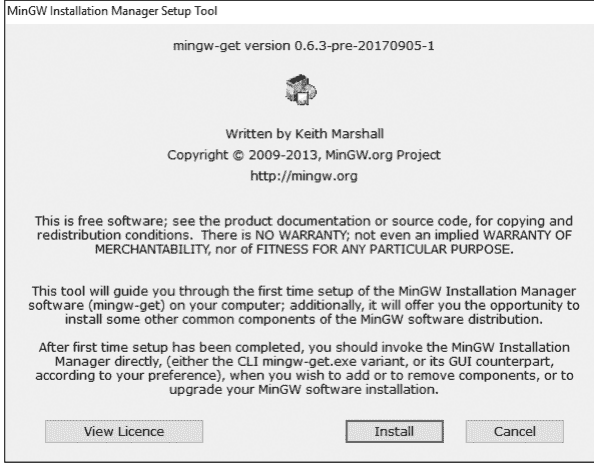 MinGW Installation Manager Setup Tool
mingw-get version 0.6.3-pre-20170905-1
Written by Keith Marshall
Copyright © 2009-2013, MinGW.org Project
http://mingw.org
This is free software; see the product documentation or source code, for copying and
redistribution conditions. There is NO WARRANTY; not even an implied WARRANTY OF
MERCHANTABILITY, nor of FITNESS FOR ANY PARTICULAR PURPOSE.
This tool will guide you through the first time setup of the MinGW Installation Manager
software (mingw-get) on your computer; additionally, it will offer you the opportunity to
install some other common components of the MinGW software distribution.
After first time setup has been completed, you should invoke the MinGW Installation
Manager directly, (either the CLI mingw-get.exe variant, or its GUI counterpart,
according to your preference), when you wish to add or to remove components, or to
upgrade your MinGW software installation.
View Licence Install Cancel